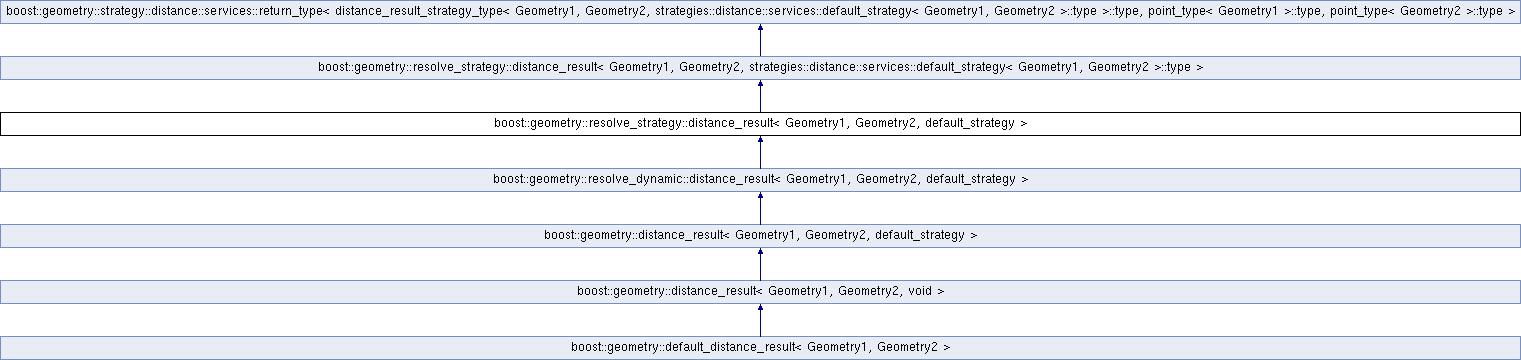 boost::geometry::strategy::distance::services::return_type< distance_result_strategy_type< Geometry1, Geometry2, strategies::distance::services::default_strategy< Geometry1, Geometry2 >::type >::type, point_type< Geometry1 >::type, point_type< Geometry2 >::type >
boost::geometry::resolve_strategy::distance_result< Geometry1, Geometry2, strategies::distance::services::default_strategy< Geometry1, Geometry2 >::type >
boost::geometry::resolve_strategy::distance_result< Geometry1, Geometry2, default_strategy >
boost::geometry::resolve_dynamic::distance_result< Geometry1, Geometry2, default_strategy >
boost::geometry::distance_result< Geometry1, Geometry2, default_strategy >
boost::geometry::distance_result< Geometry1, Geometry2, void >
boost::geometry::default_distance_result< Geometry1, Geometry2 >